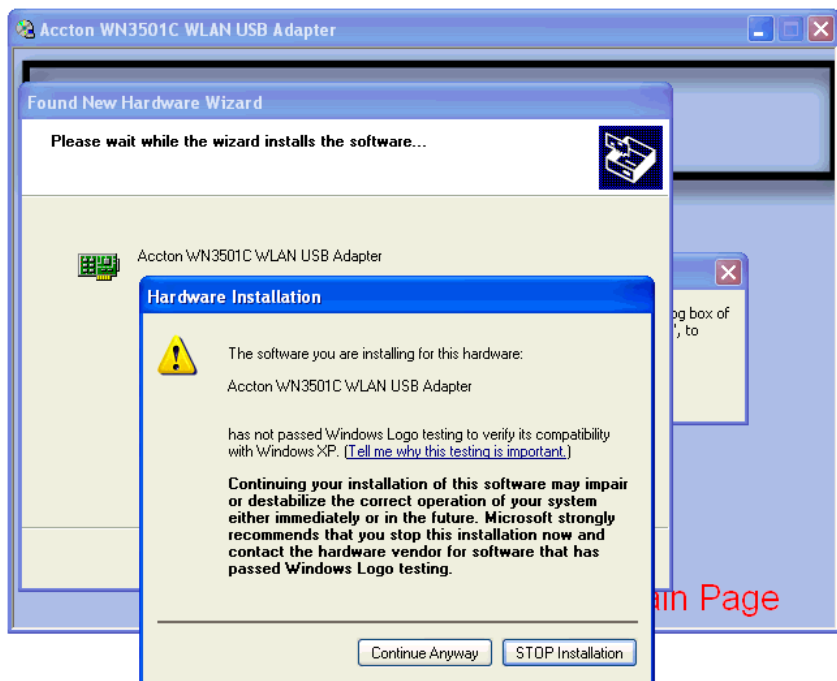 Accton WN3501C WLAN USB Adapter
Found New Hardware Wizard
Please wait while the wizard installs the software...
Accton WN3501C WLAN USB Adapter
og box of
", to
Hardware Installation
The software you are installing for this hardware:
Accton WN3501C WLAN USB Adapter
has not passed Windows Logo testing to verify its compatibility
with Windows XP. (Tell me why this testing is important.)
Continuing your installation of this software may impair
or destabilize the correct operation of your system
either immediately or in the future. Microsoft strongly
recommends that you stop this installation now and
contact the hardware vendor for software that has
passed Windows Logo testing.
ain Page
Continue Anyway
STOP Installation